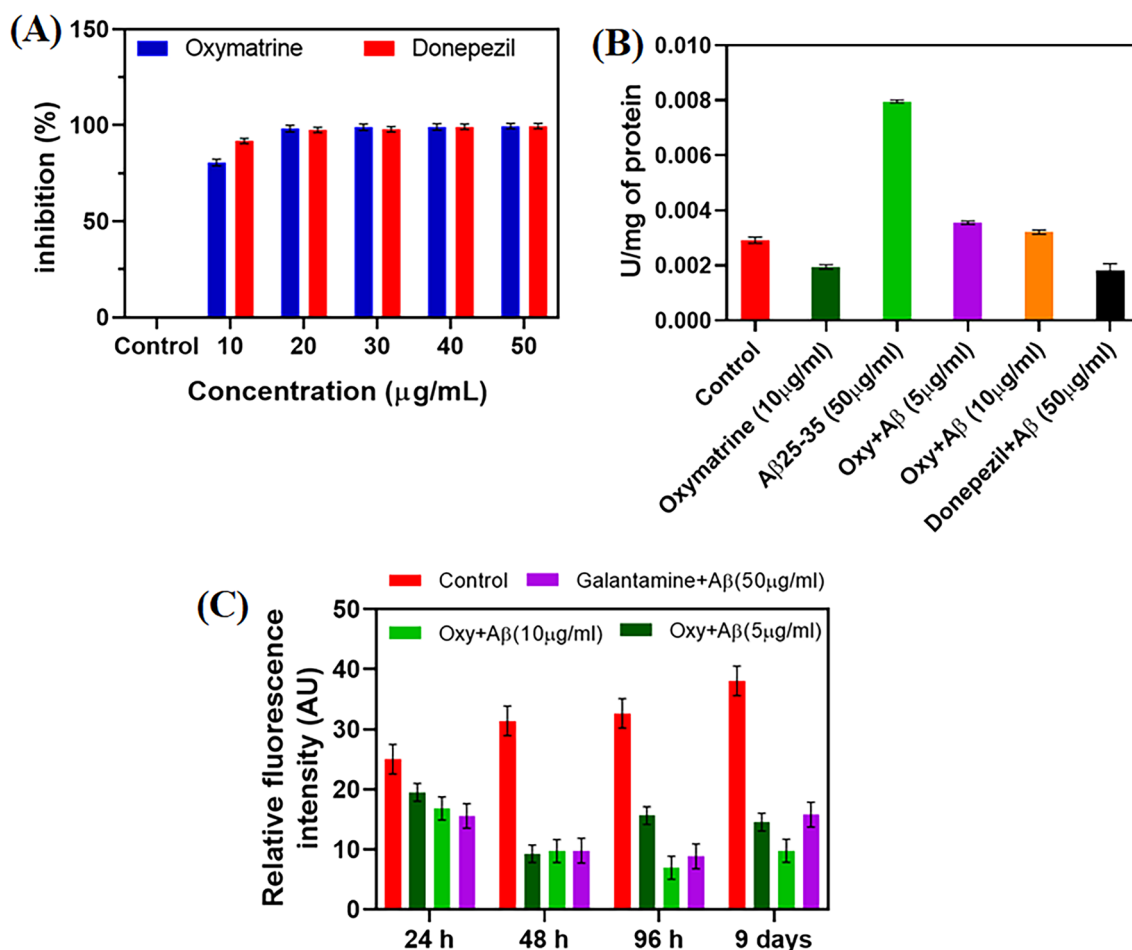 (A)
150
100
50
0
inhibition (%)
Oxymatrine Donepezil
Control 10 20 30 40 50
Concentration (μg/mL)
(B)
0.010
0.008
0.006
0.004
0.002
0.000
U/mg of protein
Control
Oxymatrine (10μg/ml)
Aβ25-35 (50μg/ml)
Oxy+Aβ (5μg/ml)
Oxy+Aβ (10μg/ml)
Donepezil+Aβ (50μg/ml)
(C)
Control Galantamine+Aβ(50μg/ml)
Oxy+Aβ(10μg/ml) Oxy+Aβ(5μg/ml)
50
40
30
20
10
0
Relative fluorescence
intensity (AU)
24 h 48 h 96 h 9 days